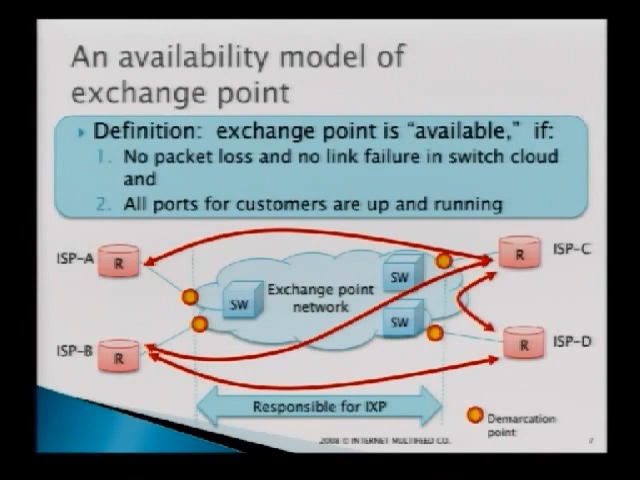 An availability model of
exchange point
Definition: exchange point is “available,” if:
1. No packet loss and no link failure in switch cloud
and
2. All ports for customers are up and running
ISP-A
R
ISP-B
R
SW
Exchange point
network
SW
SW
R
ISP-C
R
ISP-D
Responsible for IXP
Demarcation
point
2008 © INTERNET MULTIFEED CO.
7